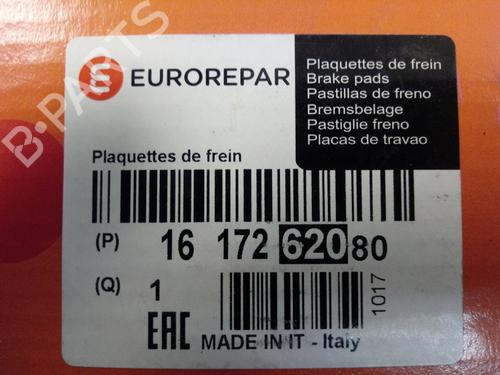 B-PARTS
EUROREPAR
Plaquettes de frein
Brake pads
Pastillas de freno
Bremsbelage
Pastiglie freno
Placas de travao
Plaquettes de frein
(P) 16 172 620 80
(Q) 1
1017
EAC MADE IN IT - Italy